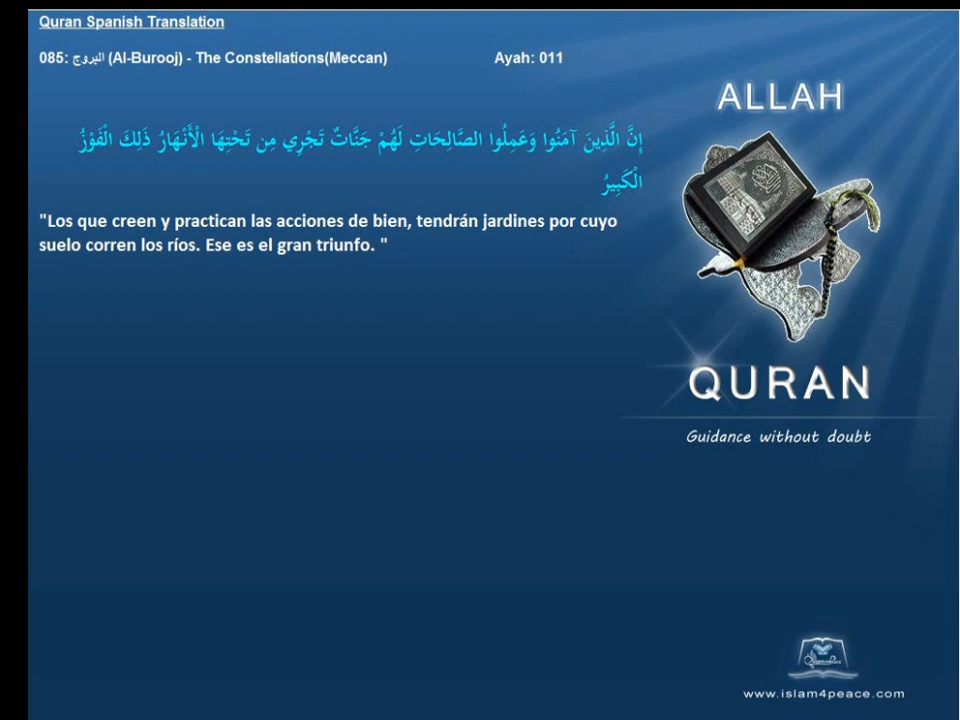 Quran Spanish Translation
085: البروج (Al-Burooj) - The Constellations(Meccan) Ayah: 011
إِنَّ الَّذِينَ آمَنُوا وَعَمِلُوا الصَّالِحَاتِ لَهُمْ جَنَّاتٌ تَجْرِي مِن تَحْتِهَا الْأَنْهَارُ ذَلِكَ الْفَوْزُ
الْكَبِيرُ
"Los que creen y practican las acciones de bien, tendrán jardines por cuyo
suelo corren los ríos. Ese es el gran triunfo. "
ALLAH
QURAN
Guidance without doubt
www.islam4peace.com